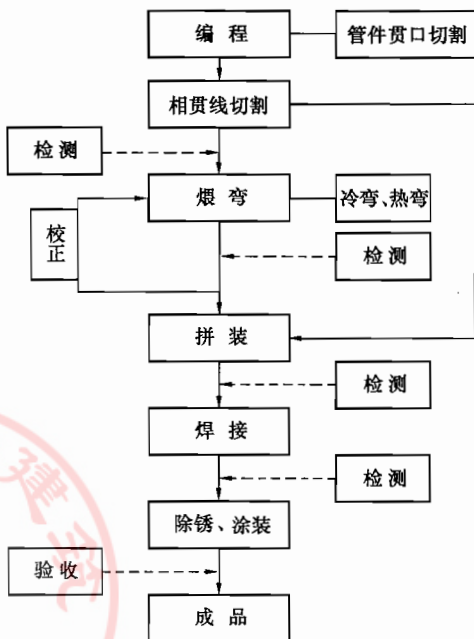 编程
管件贯口切割
相贯线切割
检测
煨弯
冷弯、热弯
校正
检测
拼装
检测
焊接
检测
除锈、涂装
验收
成品
建筑